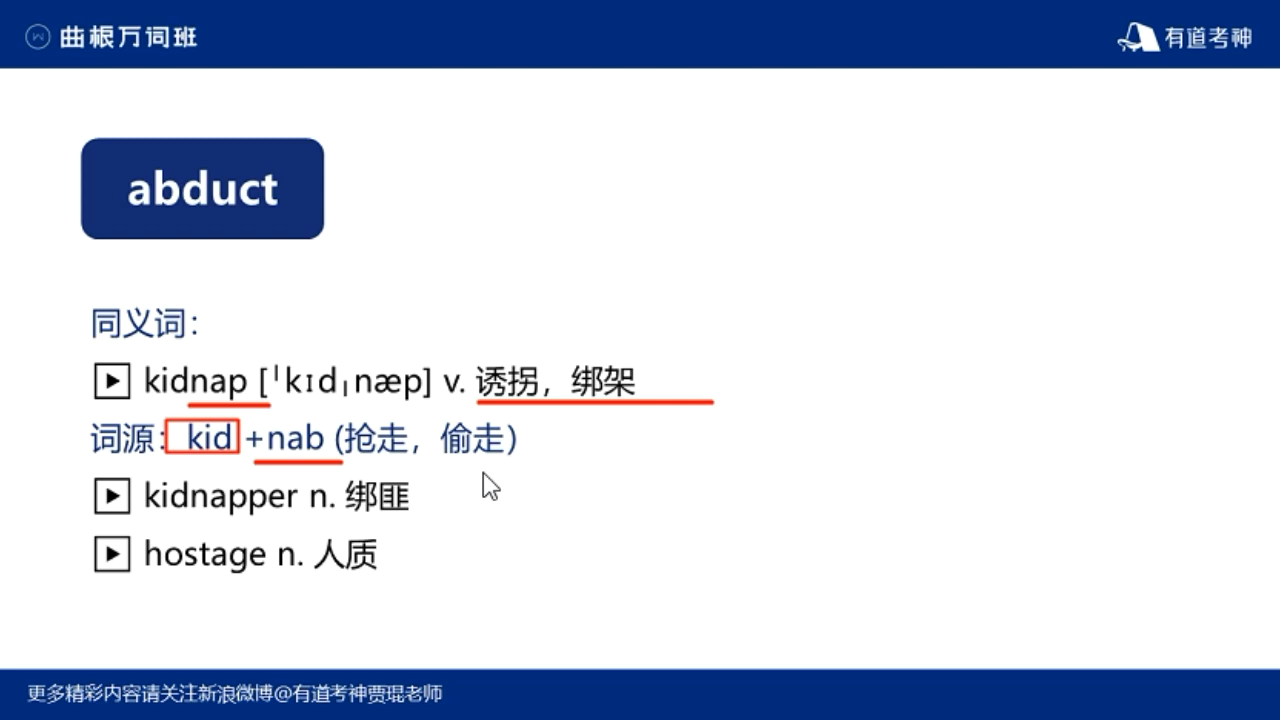 曲根万词班
有道考神
abduct
同义词：
kidnap [ˈkɪdˌnæp] v. 诱拐，绑架
词源：kid +nab (抢走，偷走)
kidnapper n. 绑匪
hostage n. 人质
更多精彩内容请关注新浪微博@有道考神贾琨老师